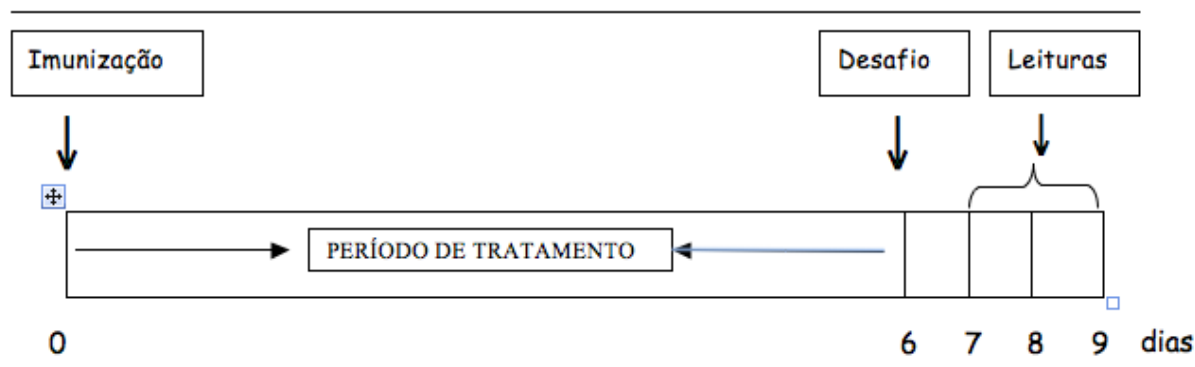 Imunização
Desafio
Leituras
PERÍODO DE TRATAMENTO
0 6 7 8 9 dias